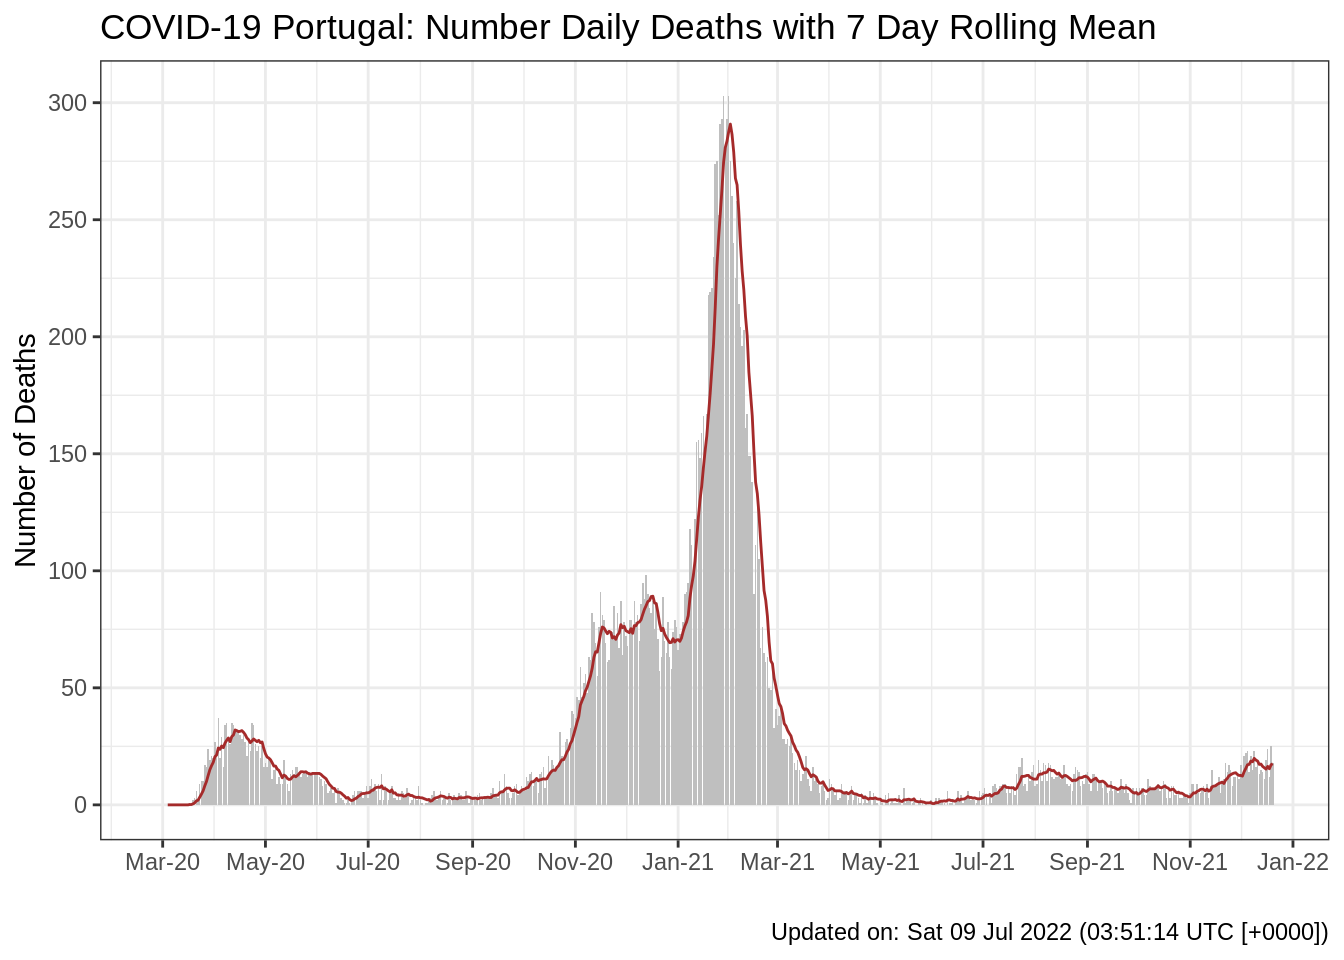 COVID-19 Portugal: Number Daily Deaths with 7 Day Rolling Mean
Number of Deaths
300
250
200
150
100
50
0
Mar-20 May-20 Jul-20 Sep-20 Nov-20 Jan-21 Mar-21 May-21 Jul-21 Sep-21 Nov-21 Jan-22
Updated on: Sat 09 Jul 2022 (03:51:14 UTC [+0000])